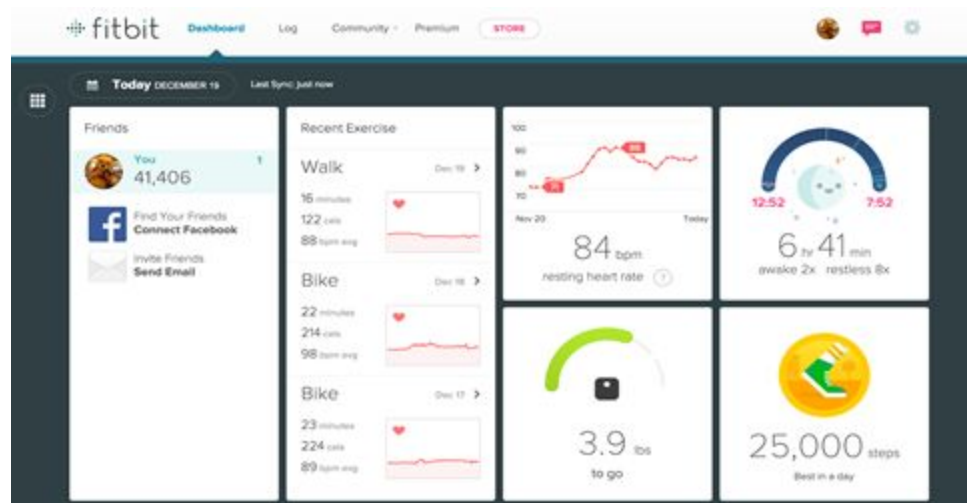 fitbit Dashboard Log Community Premium STORE
Today DECEMBER 19 Last Sync: just now
Friends
You 1
41,406
Find Your Friends
Connect Facebook
Invite Friends
Send Email
Recent Exercise
Walk Dec 19
16 minutes
122 cals
88 bpm avg
Bike Dec 18
22 minutes
214 cals
98 bpm avg
Bike Dec 17
23 minutes
224 cals
89 bpm avg
100
90
80
70
Nov 20 Today
84 bpm
resting heart rate ?
12:52 7:52
6 hr 41 min
awake 2x restless 8x
3.9 lbs
to go
25,000 steps
Best in a day